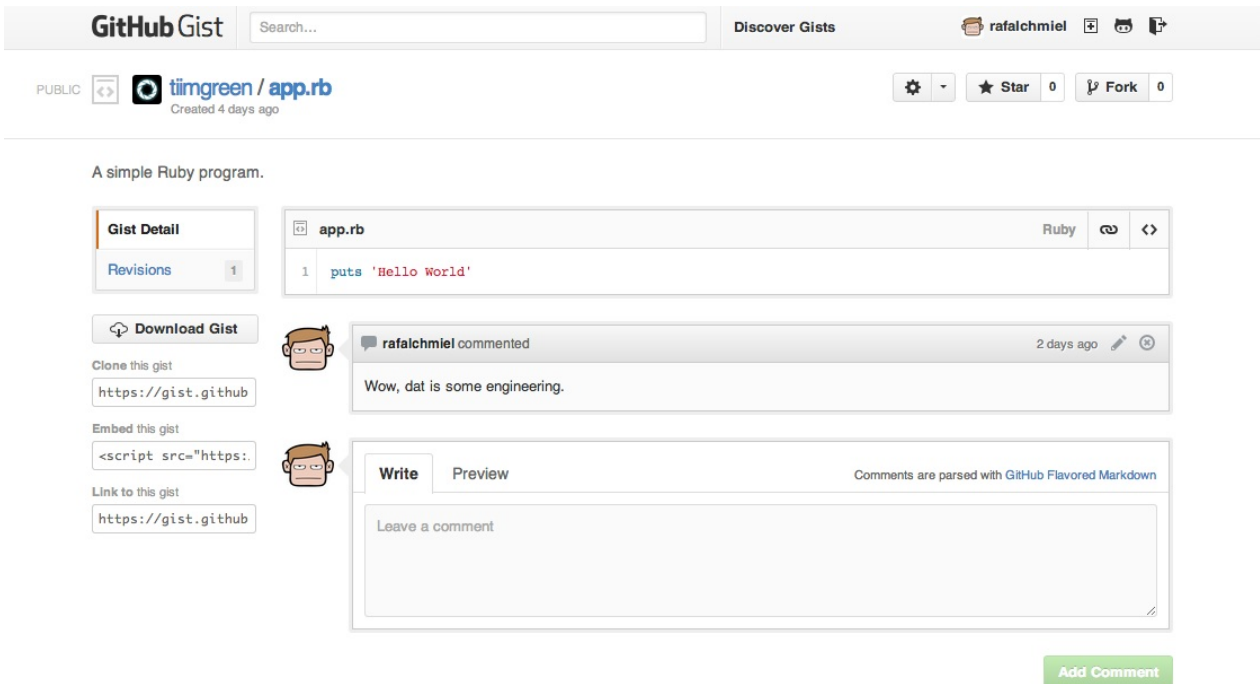 GitHub Gist Search... Discover Gists rafalchmiel
PUBLIC tiimgreen / app.rb Star 0 Fork 0
Created 4 days ago
A simple Ruby program.
Gist Detail
Revisions 1
app.rb Ruby
1 puts 'Hello World'
Download Gist
Clone this gist
https://gist.github
Embed this gist
<script src="https:.
Link to this gist
https://gist.github
rafalchmiel commented 2 days ago
Wow, dat is some engineering.
Write Preview Comments are parsed with GitHub Flavored Markdown
Leave a comment
Add Comment